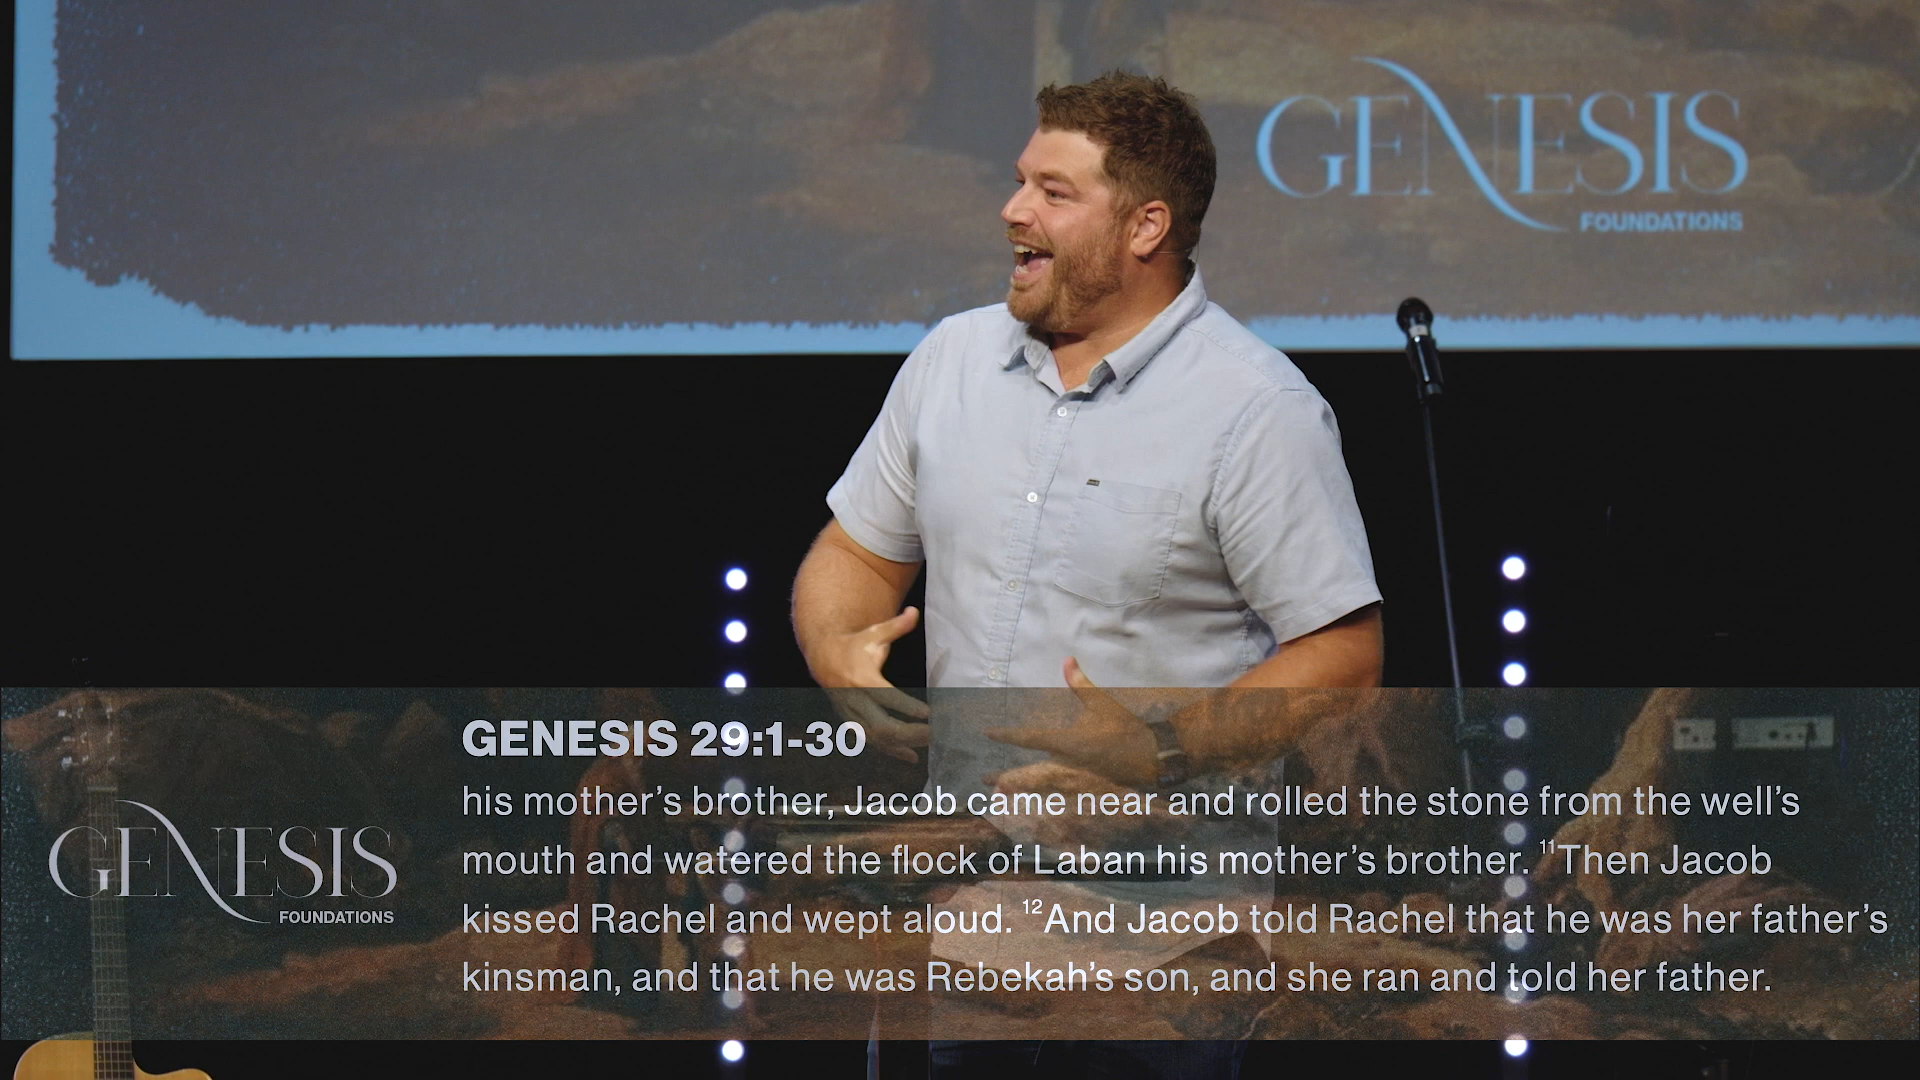 GENESIS
FOUNDATIONS
GENESIS 29:1-30
his mother’s brother, Jacob came near and rolled the stone from the well’s
mouth and watered the flock of Laban his mother’s brother. ¹¹Then Jacob
kissed Rachel and wept aloud. ¹²And Jacob told Rachel that he was her father’s
kinsman, and that he was Rebekah’s son, and she ran and told her father.
GENESIS
FOUNDATIONS